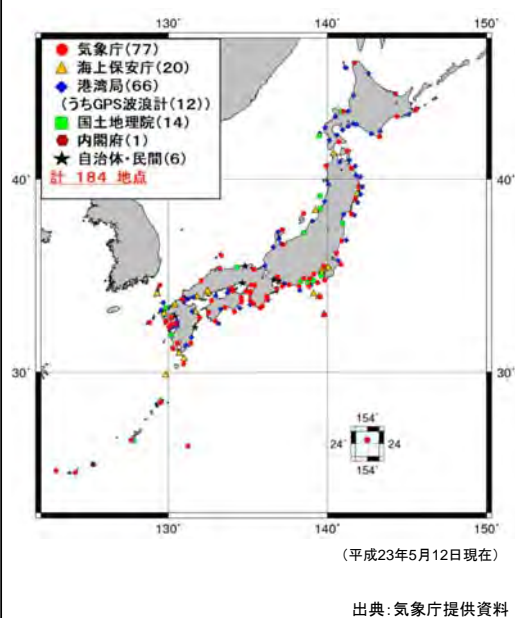 130° 140° 150°
気象庁(77)
海上保安庁(20)
港湾局(66)
(うちGPS波浪計(12))
国土地理院(14)
内閣府(1)
自治体・民間(6)
計 184 地点
40° 40°
30° 30°
154°
24° 24
154°
130° 140° 150°
(平成23年5月12日現在)
出典:気象庁提供資料